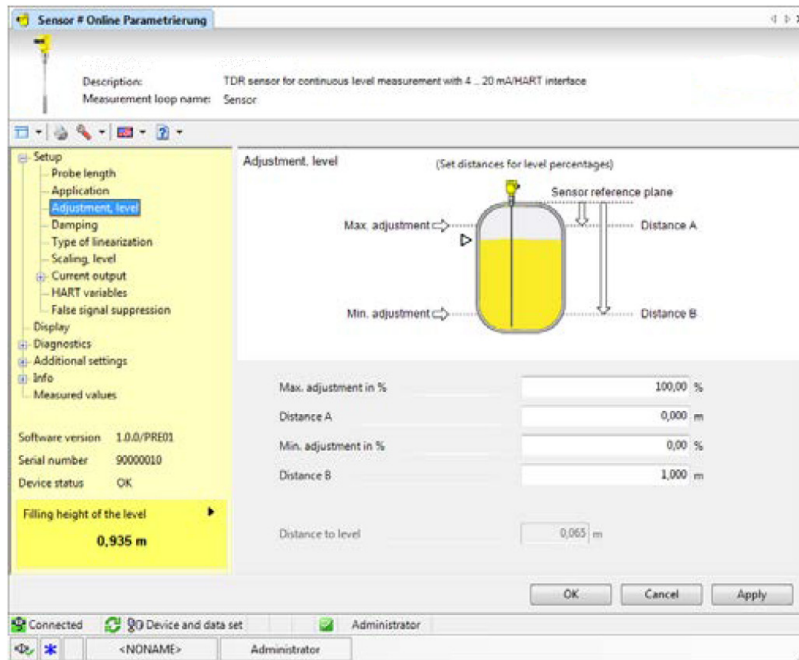 Sensor # Online Parametrierung
Description: TDR sensor for continuous level measurement with 4 .. 20 mA/HART interface
Measurement loop name: Sensor
Setup
Probe length
Application
Adjustment, level
Damping
Type of linearization
Scaling, level
Current output
HART variables
False signal suppression
Display
Diagnostics
Additional settings
Info
Measured values
Software version 1.0.0/PRE01
Serial number 90000010
Device status OK
Filling height of the level
0,935 m
Adjustment, level (Set distances for level percentages)
Sensor reference plane
Max. adjustment Distance A
Min. adjustment Distance B
Max. adjustment in % 100,00 %
Distance A 0,000 m
Min. adjustment in % 0,00 %
Distance B 1,000 m
Distance to level 0,065 m
OK Cancel Apply
Connected Device and data set Administrator
<NONAME> Administrator